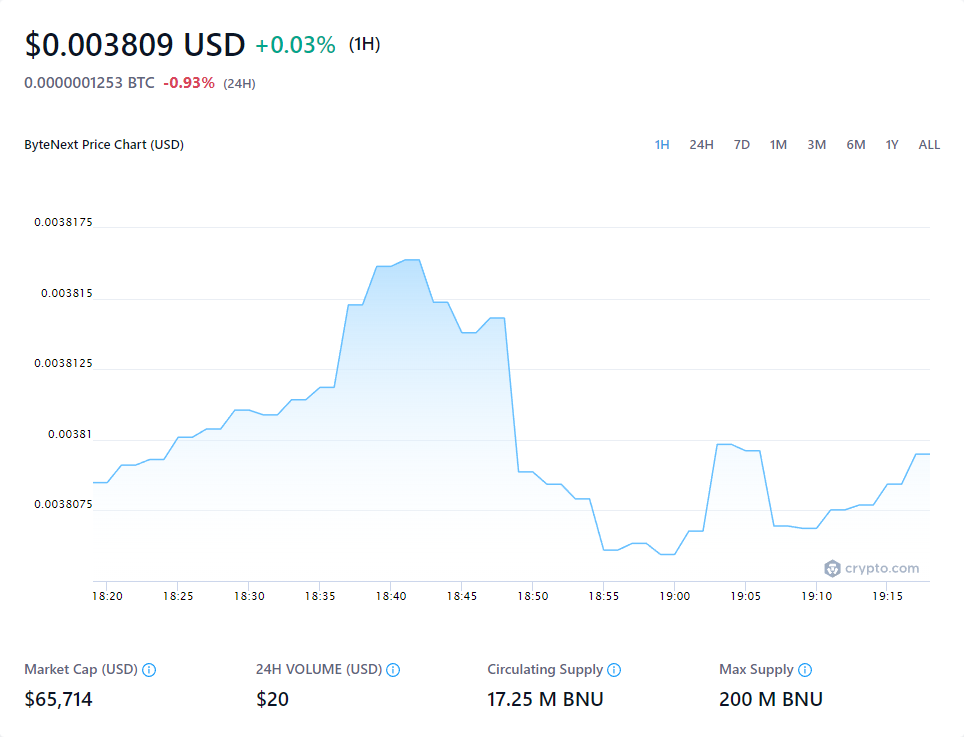 $0.003809 USD +0.03% (1H)
0.0000001253 BTC -0.93% (24H)
ByteNext Price Chart (USD) 1H 24H 7D 1M 3M 6M 1Y ALL
0.0038175
0.003815
0.0038125
0.00381
0.0038075
crypto.com
18:20 18:25 18:30 18:35 18:40 18:45 18:50 18:55 19:00 19:05 19:10 19:15
Market Cap (USD) 24H VOLUME (USD) Circulating Supply Max Supply
$65,714 $20 17.25 M BNU 200 M BNU